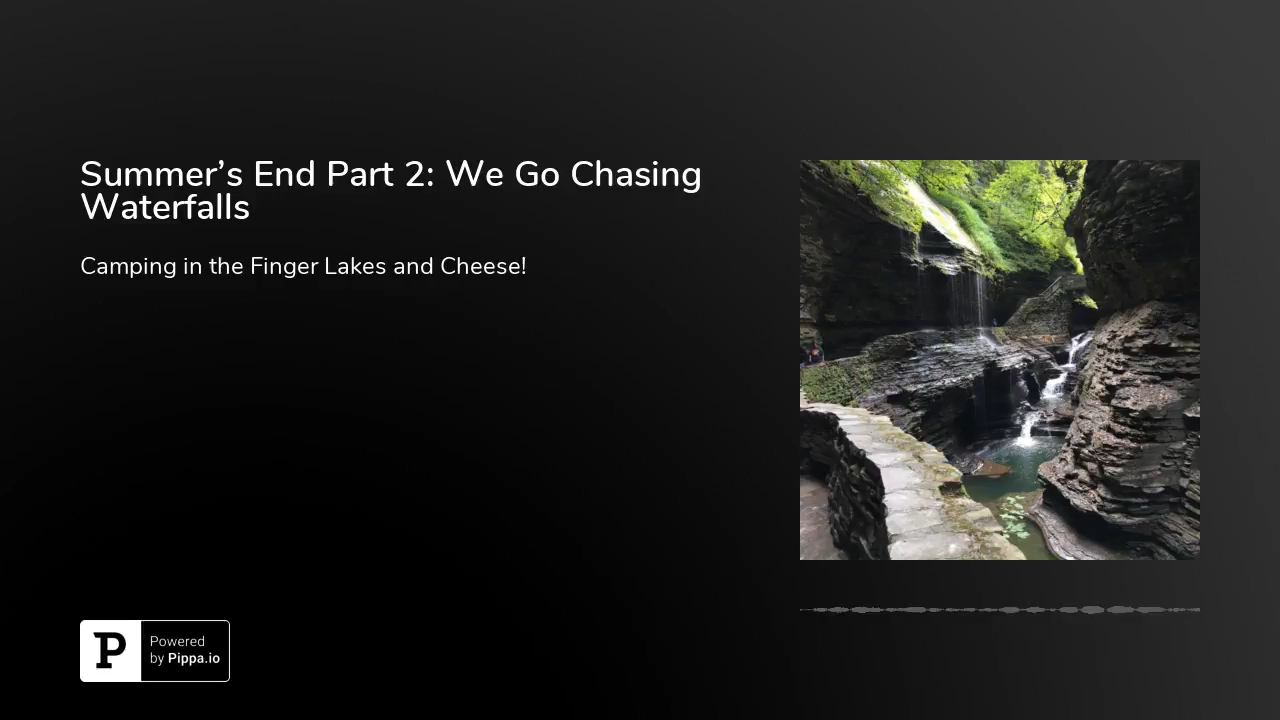 Summer’s End Part 2: We Go Chasing
Waterfalls
Camping in the Finger Lakes and Cheese!
P
Powered
by Pippa.io